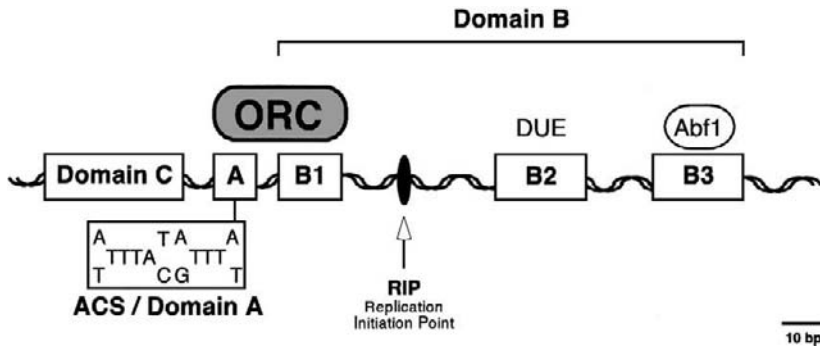 Domain B
ORC
DUE
Abf1
Domain C
A
B1
B2
B3
A TA A
TTTA TTT
T CG T
ACS / Domain A
RIP
Replication
Initiation Point
10 bp